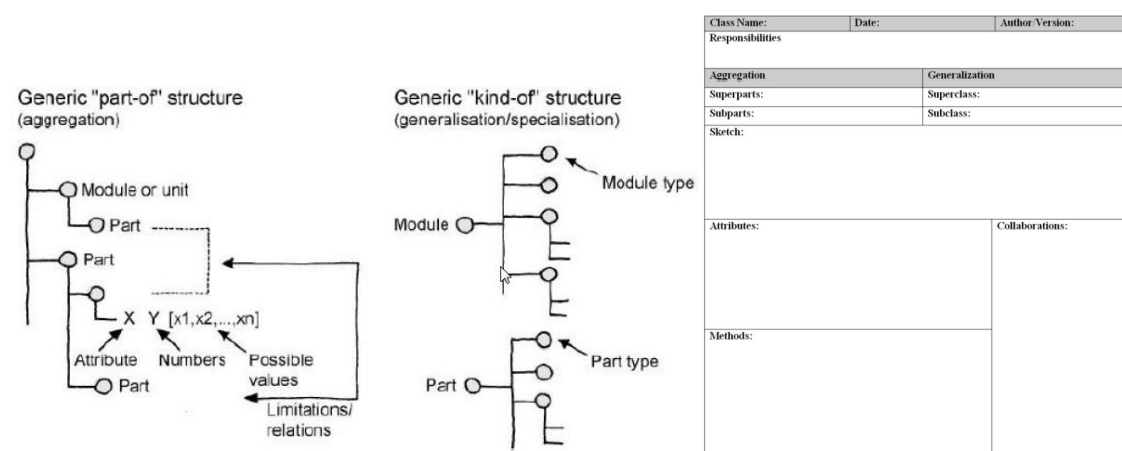 Generic "part-of" structure
(aggregation)
Module or unit
Part
Part
X Y [x1,x2,...,xn]
Attribute
Numbers
Possible
values
Part
Limitations/
relations
Generic "kind-of" structure
(generalisation/specialisation)
Module type
Module
Part type
Part
Class Name: Date: Author/Version:
Responsibilities
Aggregation Generalization
Superparts: Superclass:
Subparts: Subclass:
Sketch:
Attributes: Collaborations:
Methods: